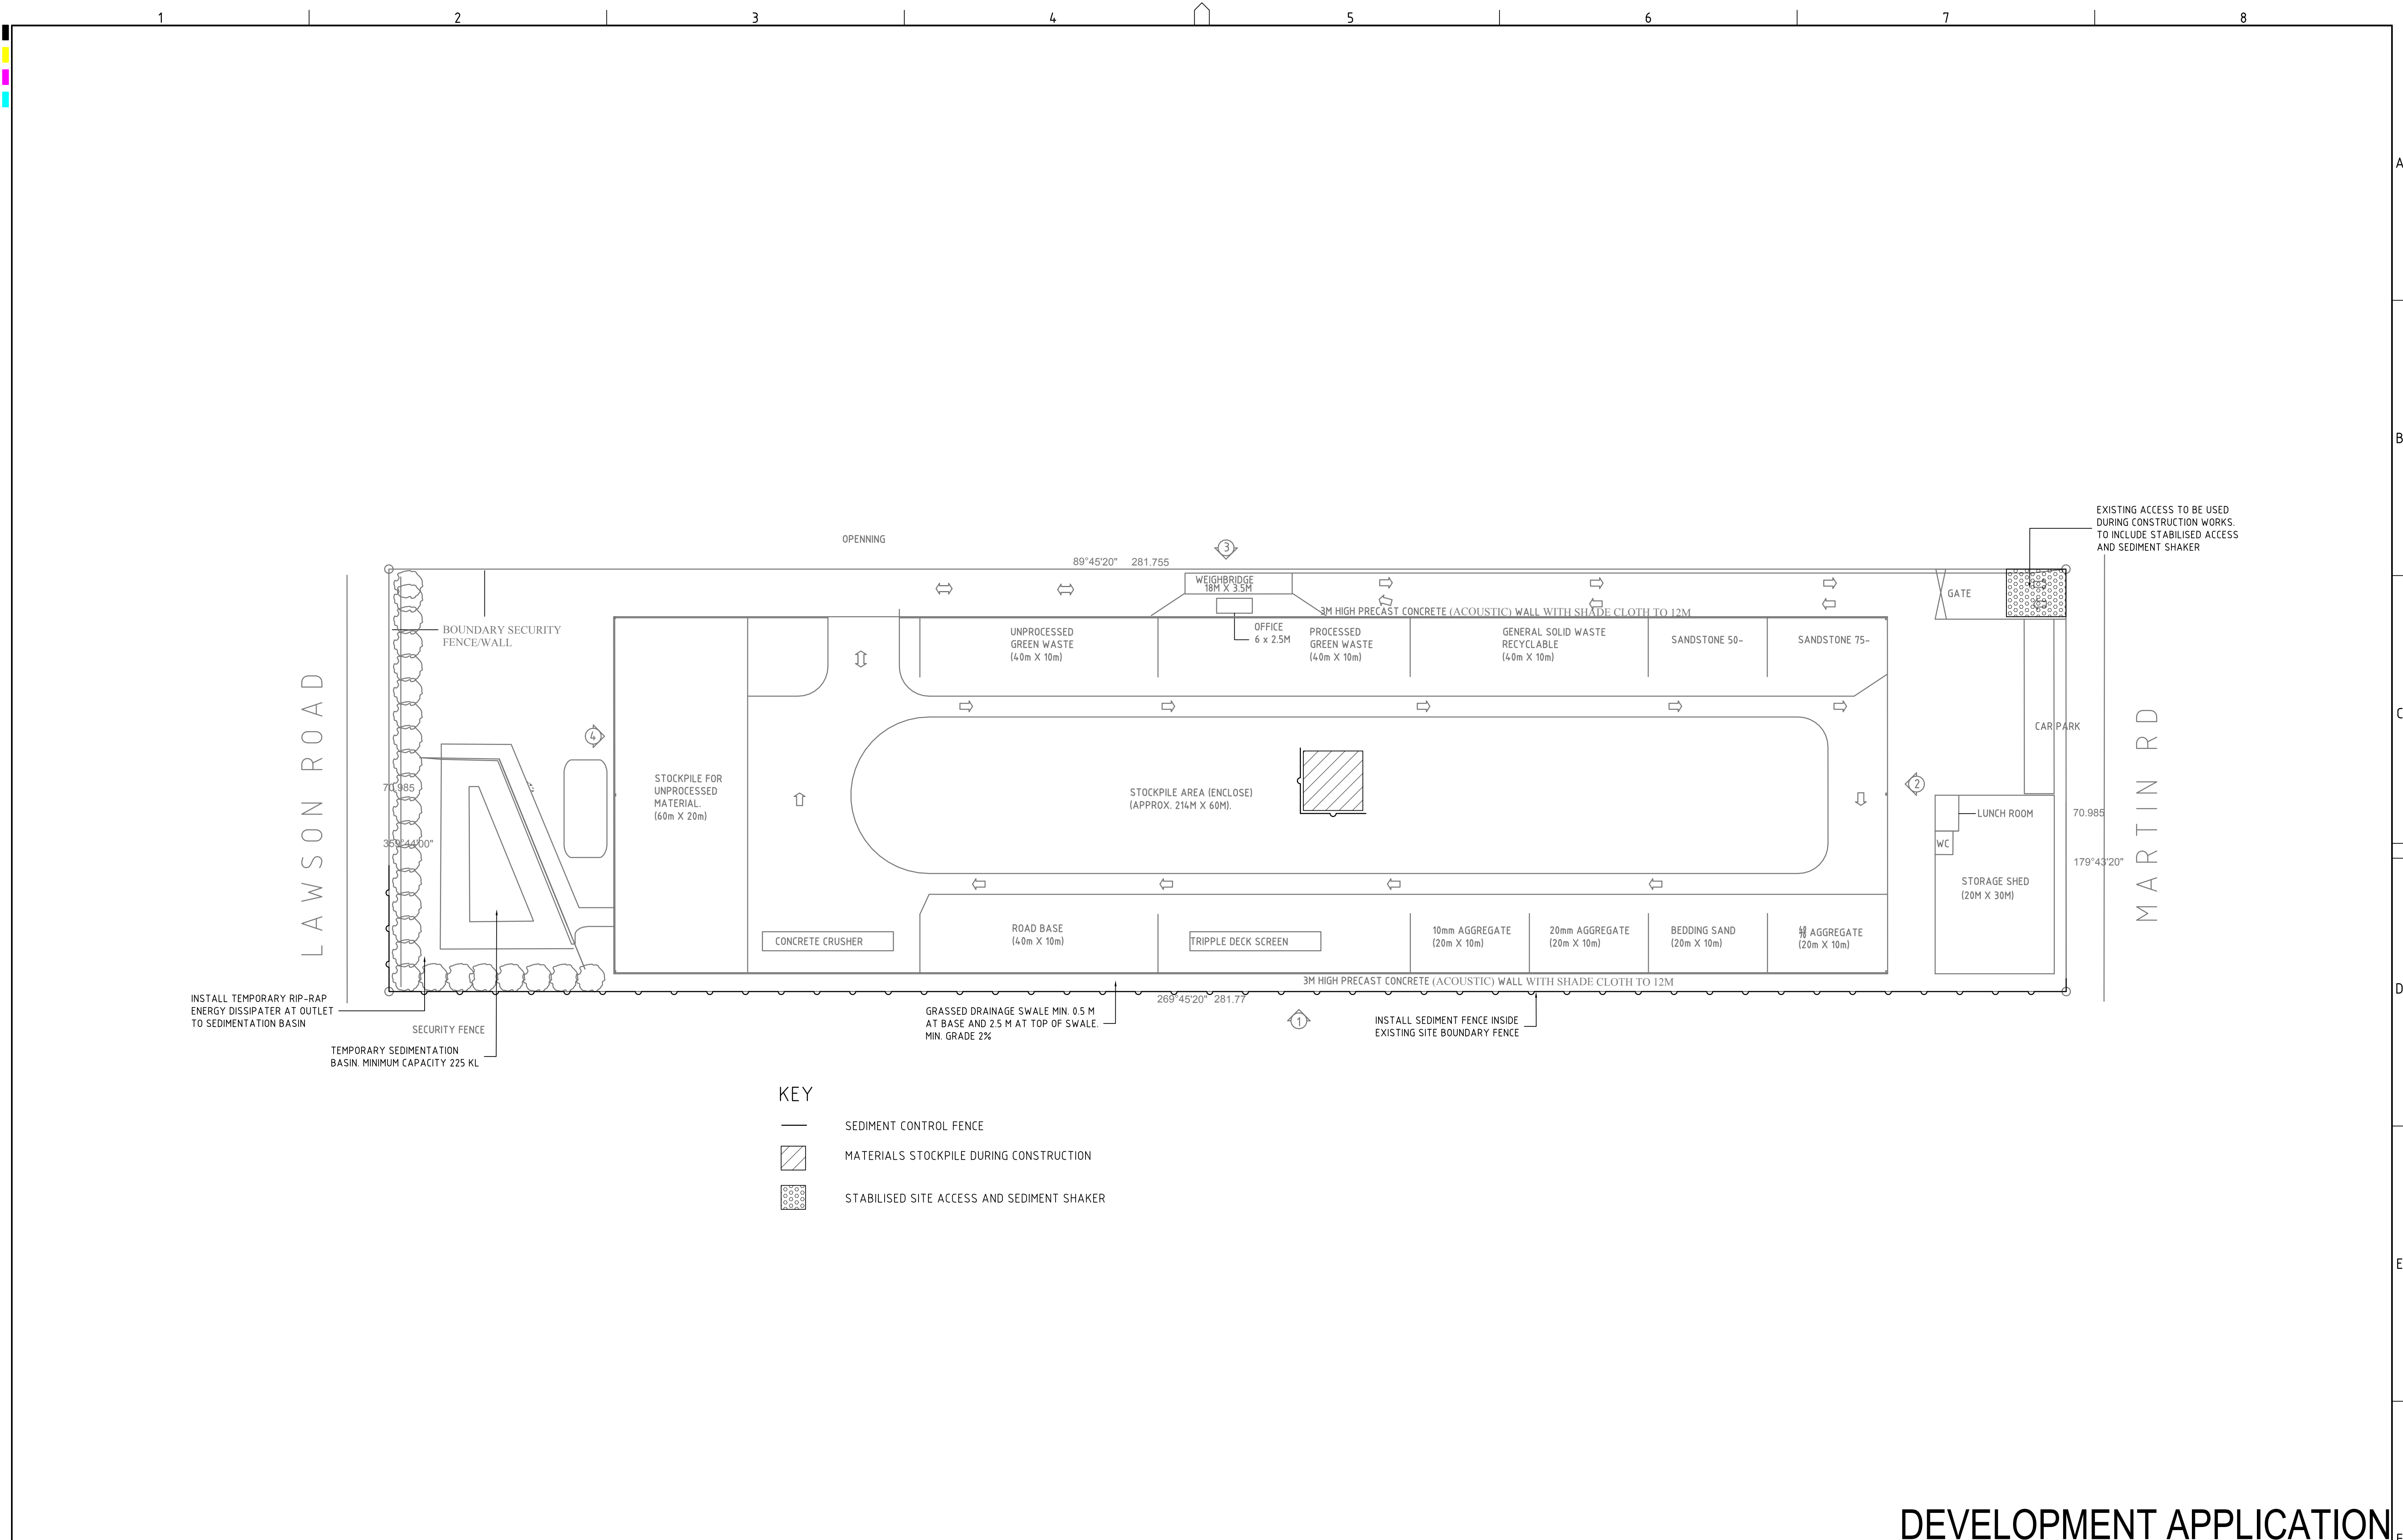 1 2 3 4 5 6 7 8
A
B
C
D
E
F
EXISTING ACCESS TO BE USED
DURING CONSTRUCTION WORKS.
TO INCLUDE STABILISED ACCESS
AND SEDIMENT SHAKER
OPENNING
3
89°45'20" 281.755
WEIGHBRIDGE
18M X 3.5M
GATE
3M HIGH PRECAST CONCRETE (ACOUSTIC) WALL WITH SHADE CLOTH TO 12M
BOUNDARY SECURITY
FENCE/WALL
UNPROCESSED
GREEN WASTE
(40m X 10m)
OFFICE
6 x 2.5M
PROCESSED
GREEN WASTE
(40m X 10m)
GENERAL SOLID WASTE
RECYCLABLE
(40m X 10m)
SANDSTONE 50-
SANDSTONE 75-
LAWSON ROAD
MARTIN RD
CAR PARK
4
2
70.985
359°44'00"
STOCKPILE FOR
UNPROCESSED
MATERIAL.
(60m X 20m)
STOCKPILE AREA (ENCLOSE)
(APPROX. 214M X 60M).
LUNCH ROOM
WC
70.985
179°43'20"
STORAGE SHED
(20M X 30M)
CONCRETE CRUSHER
ROAD BASE
(40m X 10m)
TRIPPLE DECK SCREEN
10mm AGGREGATE
(20m X 10m)
20mm AGGREGATE
(20m X 10m)
BEDDING SAND
(20m X 10m)
AGGREGATE
(20m X 10m)
3M HIGH PRECAST CONCRETE (ACOUSTIC) WALL WITH SHADE CLOTH TO 12M
269°45'20" 281.77
1
INSTALL TEMPORARY RIP-RAP
ENERGY DISSIPATER AT OUTLET
TO SEDIMENTATION BASIN
SECURITY FENCE
TEMPORARY SEDIMENTATION
BASIN. MINIMUM CAPACITY 225 KL
GRASSED DRAINAGE SWALE MIN. 0.5 M
AT BASE AND 2.5 M AT TOP OF SWALE.
MIN. GRADE 2%
INSTALL SEDIMENT FENCE INSIDE
EXISTING SITE BOUNDARY FENCE
KEY
SEDIMENT CONTROL FENCE
MATERIALS STOCKPILE DURING CONSTRUCTION
STABILISED SITE ACCESS AND SEDIMENT SHAKER
DEVELOPMENT APPLICATION